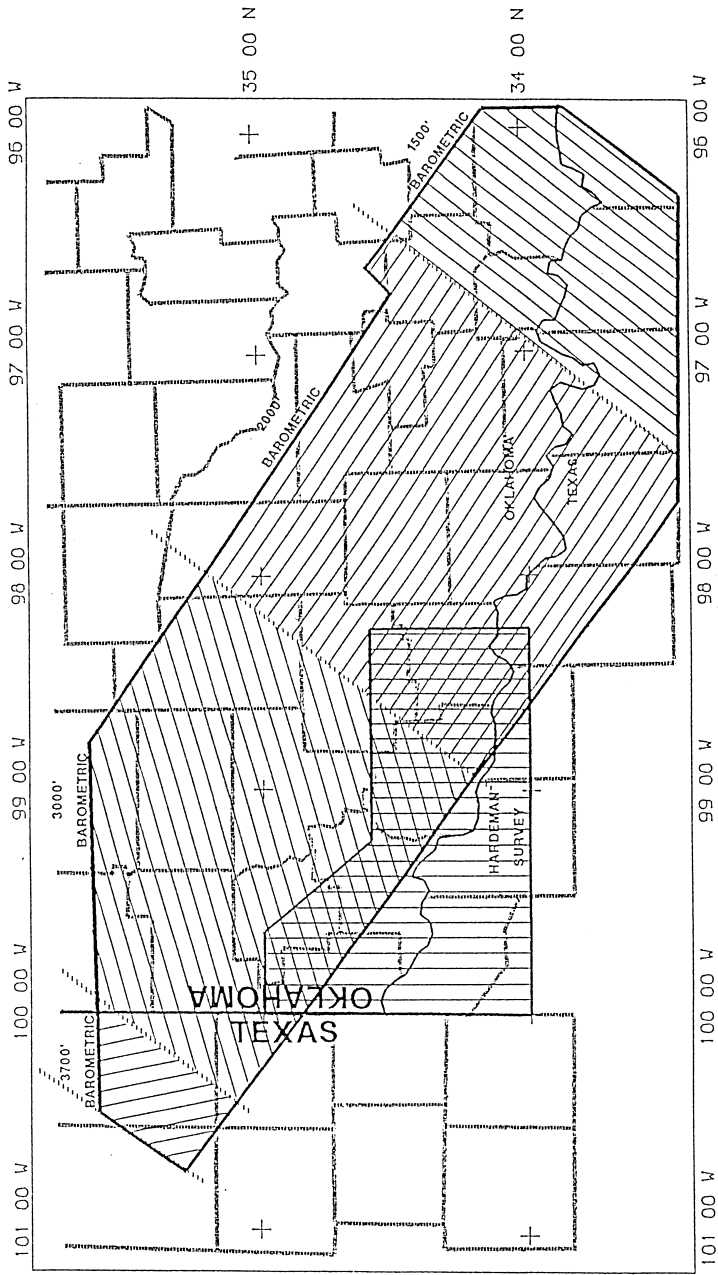 35 00 N
34 00 N
96 00 W
97 00 W
98 00 W
99 00 W
100 00 W
101 00 W
1500'
BAROMETRIC
2000'
BAROMETRIC
3000'
BAROMETRIC
3700'
BAROMETRIC
OKLAHOMA
TEXAS
HARDEMAN
SURVEY
OKLAHOMA
TEXAS
96 00 W
97 00 W
98 00 W
99 00 W
100 00 W
101 00 W